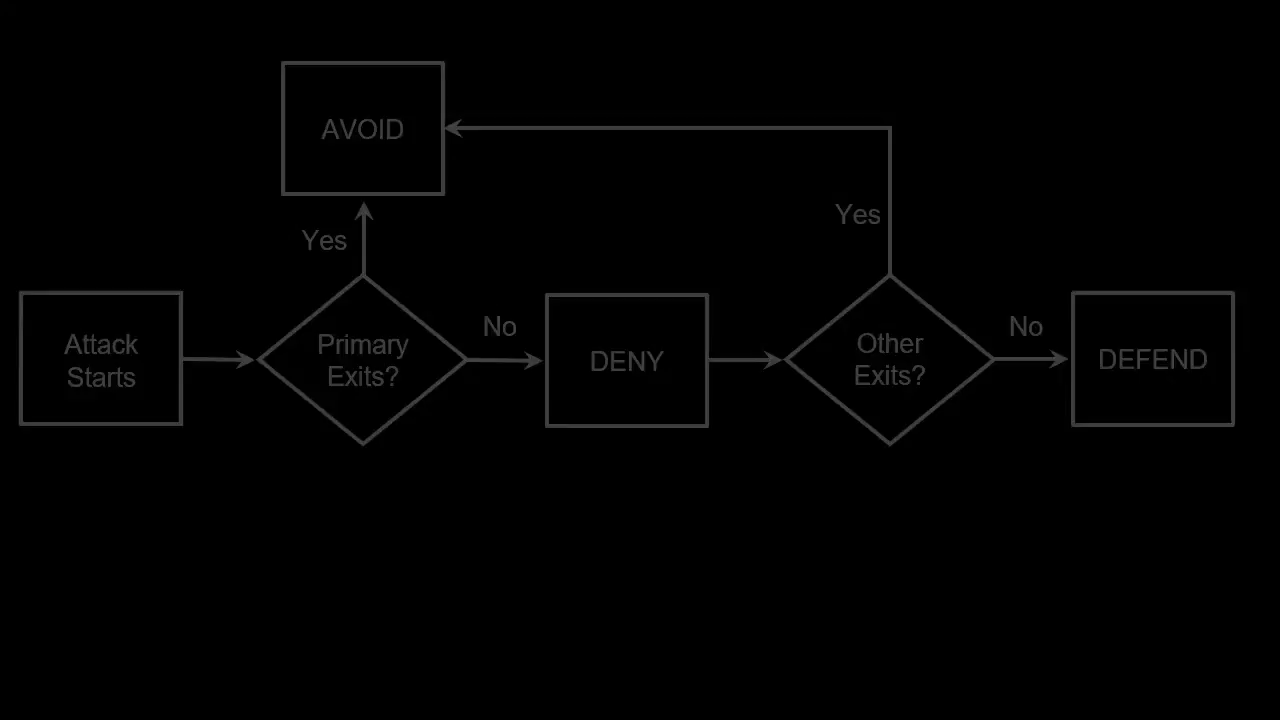 AVOID
Yes
Yes
Attack
Starts
Primary
Exits?
No
DENY
Other
Exits?
No
DEFEND